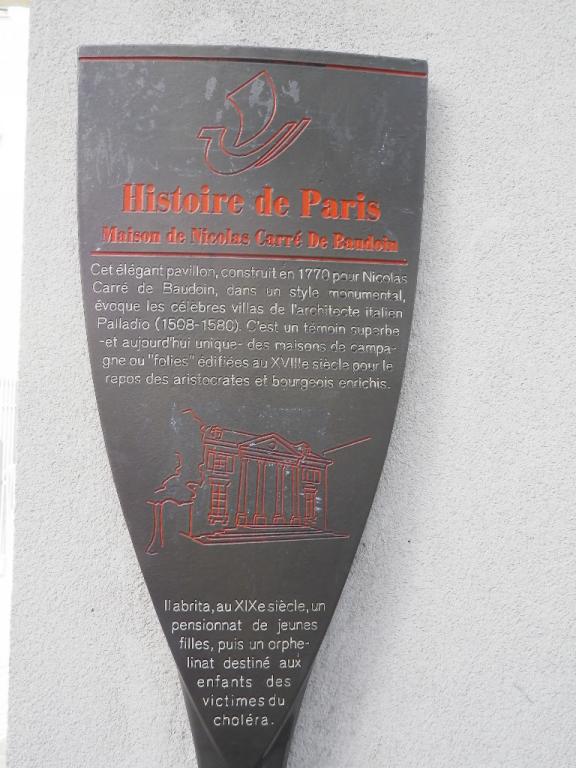 Histoire de Paris
Maison de Nicolas Carré De Baudoin
Cet élégant pavillon, construit en 1770 pour Nicolas
Carré de Baudoin, dans un style monumental,
évoque les célèbres villas de l'architecte italien
Palladio (1508-1580). C'est un témoin superbe
-et aujourd'hui unique- des maisons de campa-
gne ou "folies" édifiées au XVIIIe siècle pour le
repos des aristocrates et bourgeois enrichis.
Il abrita, au XIXe siècle, un
pensionnat de jeunes
filles, puis un orphe-
linat destiné aux
enfants des
victimes du
choléra.